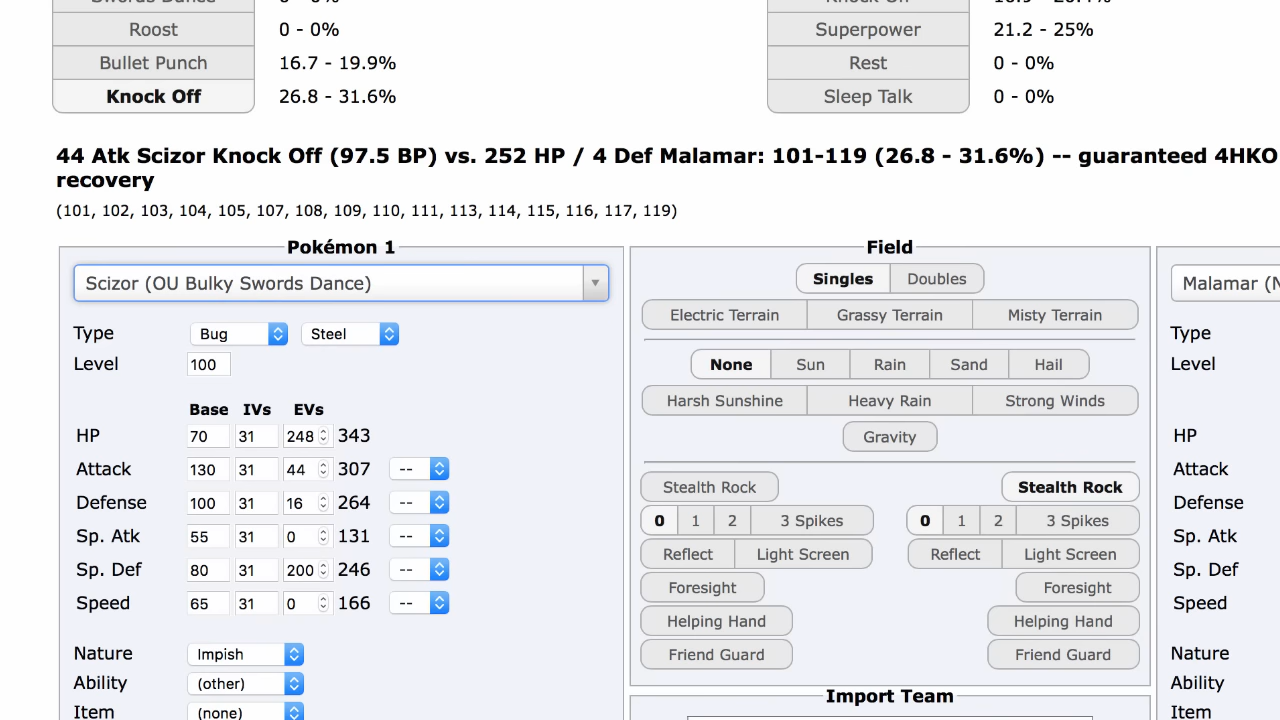 Roost 0 - 0%
Superpower 21.2 - 25%
Bullet Punch 16.7 - 19.9%
Rest 0 - 0%
Knock Off 26.8 - 31.6%
Sleep Talk 0 - 0%
44 Atk Scizor Knock Off (97.5 BP) vs. 252 HP / 4 Def Malamar: 101-119 (26.8 - 31.6%) -- guaranteed 4HKO
recovery
(101, 102, 103, 104, 105, 107, 108, 109, 110, 111, 113, 114, 115, 116, 117, 119)
Pokémon 1
Scizor (OU Bulky Swords Dance)
Type Bug Steel
Level 100
Base IVs EVs
HP 70 31 248 343
Attack 130 31 44 307 --
Defense 100 31 16 264 --
Sp. Atk 55 31 0 131 --
Sp. Def 80 31 200 246 --
Speed 65 31 0 166 --
Nature Impish
Ability (other)
Item (none)
Field
Singles Doubles
Electric Terrain Grassy Terrain Misty Terrain
None Sun Rain Sand Hail
Harsh Sunshine Heavy Rain Strong Winds
Gravity
Stealth Rock Stealth Rock
0 1 2 3 Spikes 0 1 2 3 Spikes
Reflect Light Screen Reflect Light Screen
Foresight Foresight
Helping Hand Helping Hand
Friend Guard Friend Guard
Import Team
Malamar (
Type
Level
HP
Attack
Defense
Sp. Atk
Sp. Def
Speed
Nature
Ability
Item